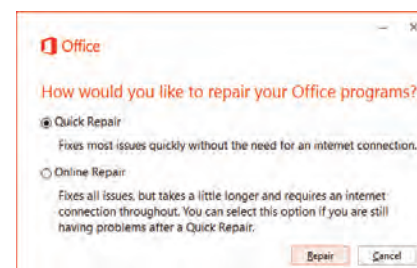 Office
How would you like to repair your Office programs?
Quick Repair
Fixes most issues quickly without the need for an internet connection.
Online Repair
Fixes all issues, but takes a little longer and requires an internet
connection throughout. You can select this option if you are still
having problems after a Quick Repair.
Repair Cancel